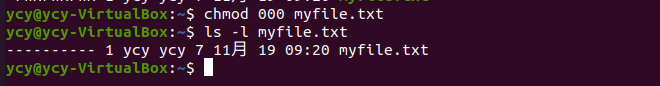 ycy@ycy-VirtualBox:~$ chmod 000 myfile.txt
ycy@ycy-VirtualBox:~$ ls -l myfile.txt
---------- 1 ycy ycy 7 11月 19 09:20 myfile.txt
ycy@ycy-VirtualBox:~$